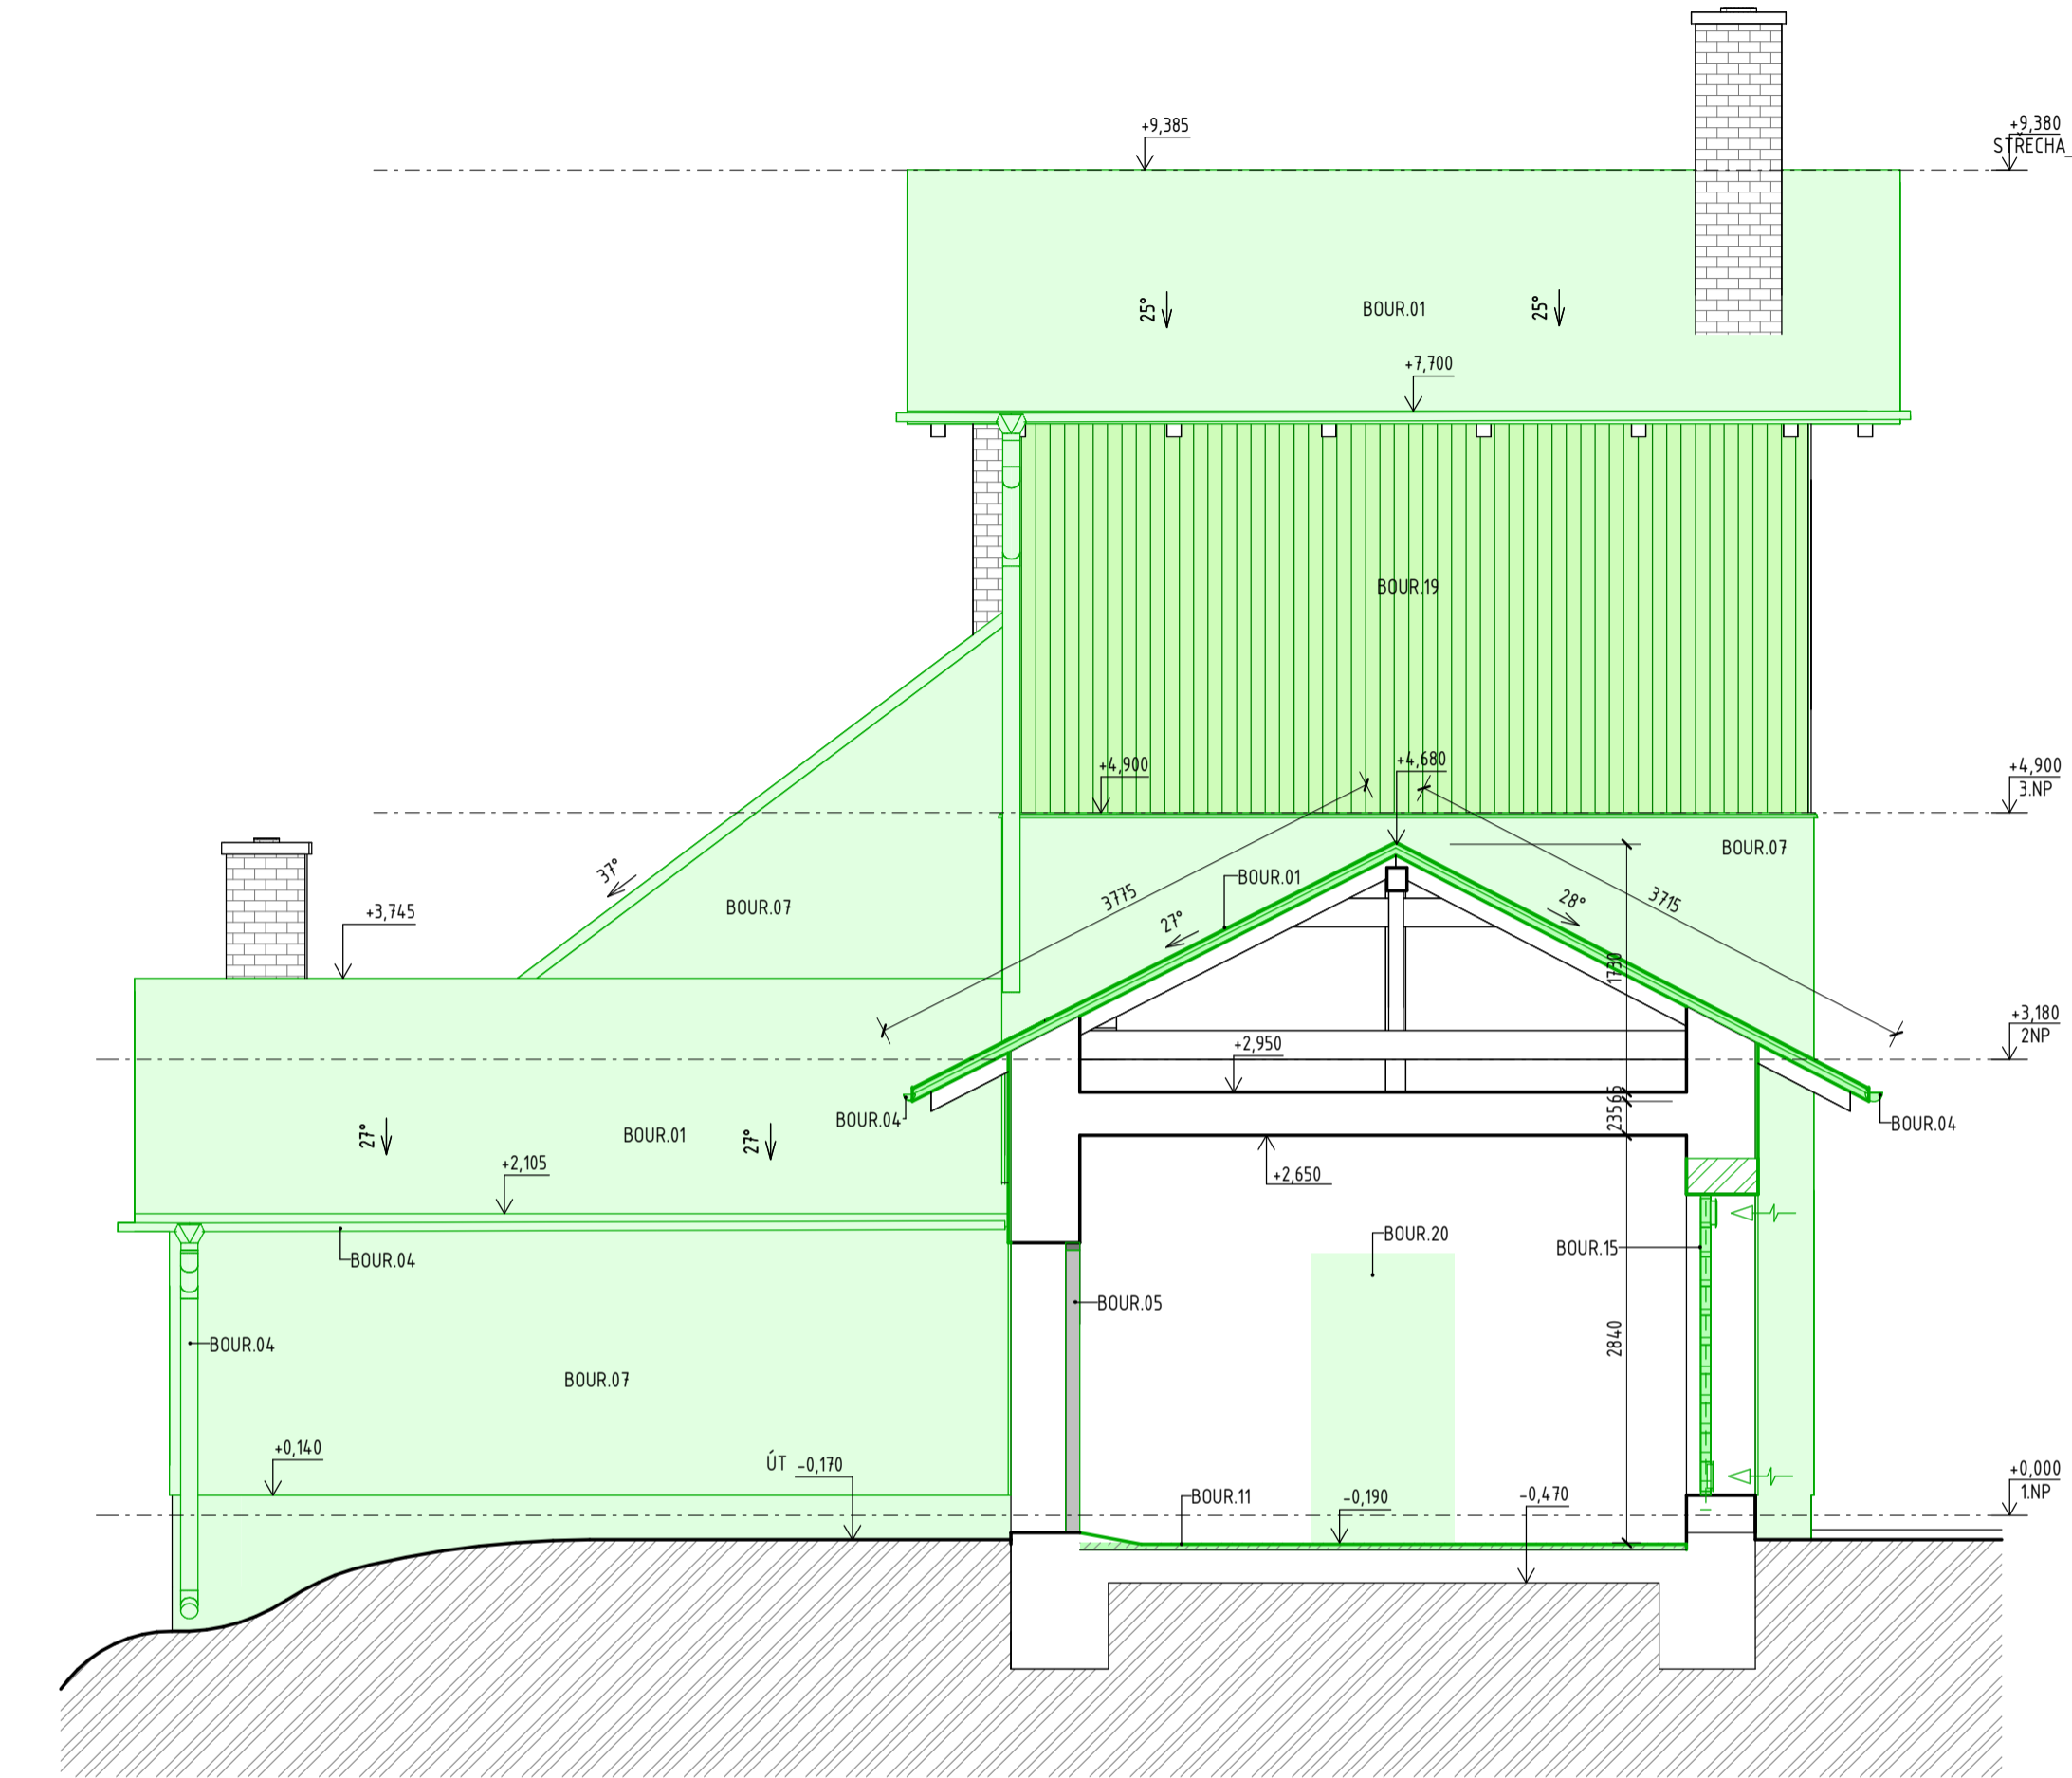 +9,385
+9,380
STŘECHA
25°
BOUR.01
25°
+7,700
BOUR.19
+4,900
+4,680
+4,900
3.NP
BOUR.07
37°
3775
BOUR.01
27°
28°
3715
BOUR.07
+3,745
1730
+3,180
2NP
+2,950
BOUR.04
235
65
BOUR.04
27°
BOUR.01
27°
+2,105
+2,650
BOUR.04
BOUR.20
BOUR.15
BOUR.05
BOUR.04
2840
BOUR.07
+0,140
ÚT -0,170
BOUR.11
-0,190
-0,470
+0,000
1.NP